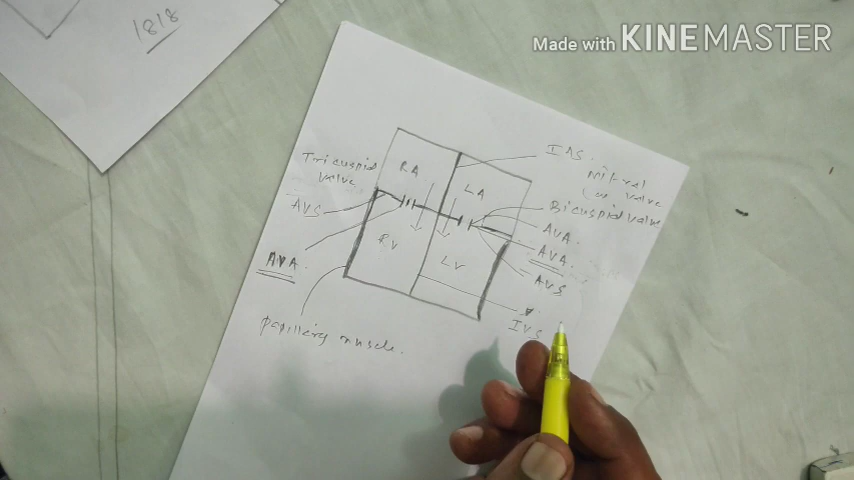 1818
Made with KINEMASTER
IAS.
Tricuspid
valve
RA
LA
Mitral
valve
Bicuspid valve
AVS
AVA.
AVA.
AVA.
RV
LV
AVS
IVS
papillary muscle.